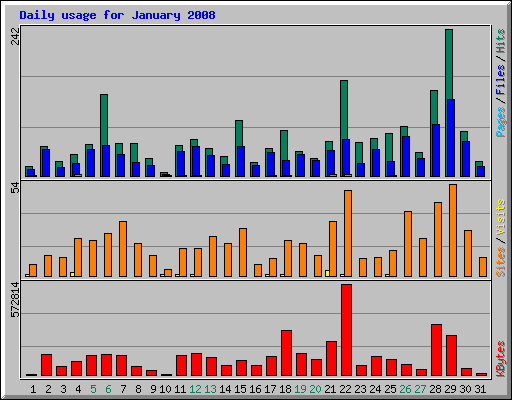 Daily usage for January 2008
242
Pages / Files / Hits
54
Sites / Visits
572814
KBytes
1 2 3 4 5 6 7 8 9 10 11 12 13 14 15 16 17 18 19 20 21 22 23 24 25 26 27 28 29 30 31